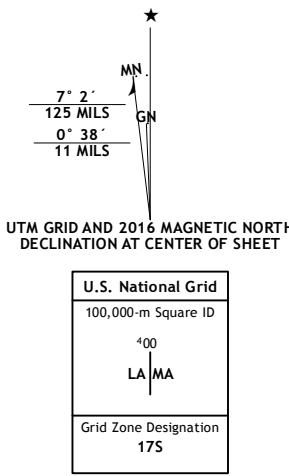 ★
MN
7° 2´
125 MILS
GN
0° 38´
11 MILS
UTM GRID AND 2016 MAGNETIC NORTH
DECLINATION AT CENTER OF SHEET
U.S. National Grid
100,000-m Square ID
⁴00
LA MA
Grid Zone Designation
17S